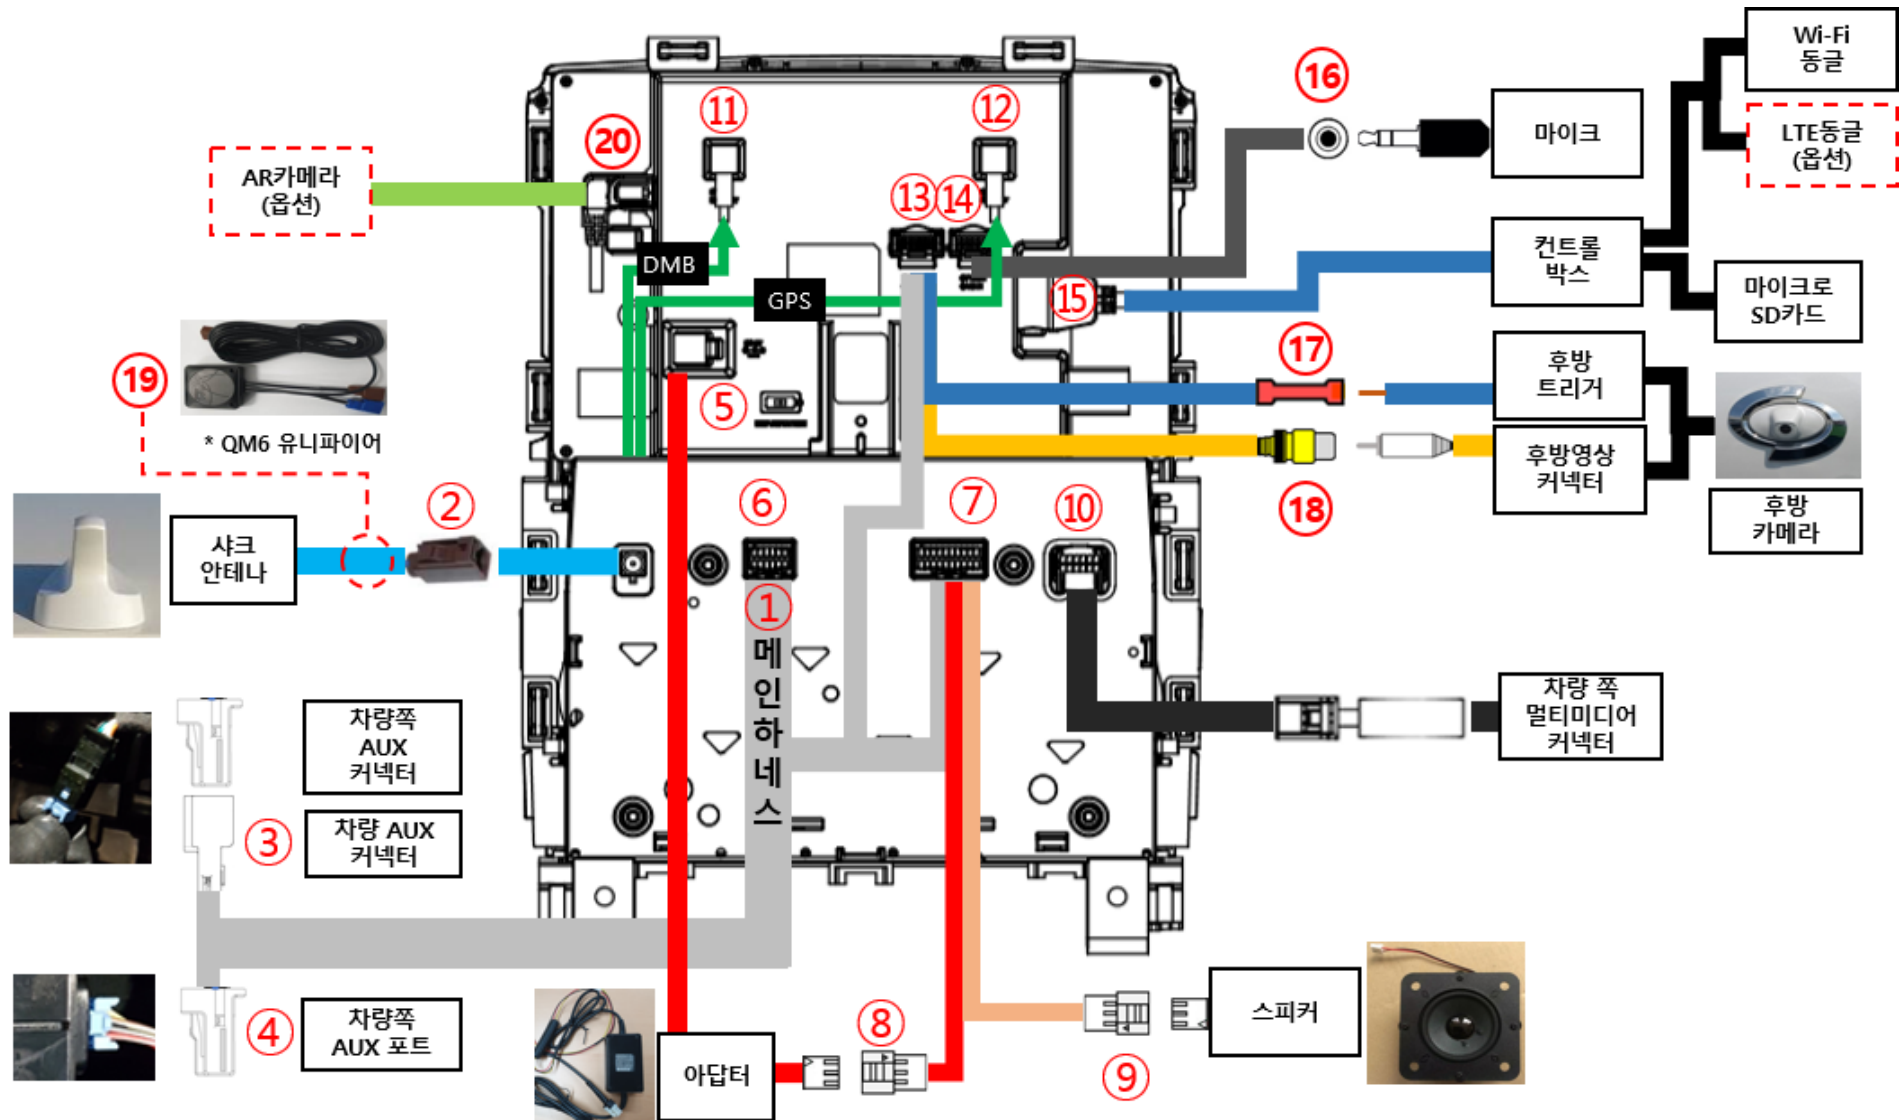 Wi-Fi
동글
LTE동글
(옵션)
⑯
마이크
⑪
⑫
⑳
AR카메라
(옵션)
⑬
⑭
DMB
GPS
⑮
컨트롤
박스
마이크로
SD카드
⑰
후방
트리거
⑲
* QM6 유니파이어
⑤
후방영상
커넥터
⑱
후방
카메라
②
⑥
⑦
⑩
샤크
안테나
①
메
인
하
네
스
차량 쪽
멀티미디어
커넥터
차량쪽
AUX
커넥터
③
차량 AUX
커넥터
④
차량쪽
AUX 포트
아답터
⑧
⑨
스피커